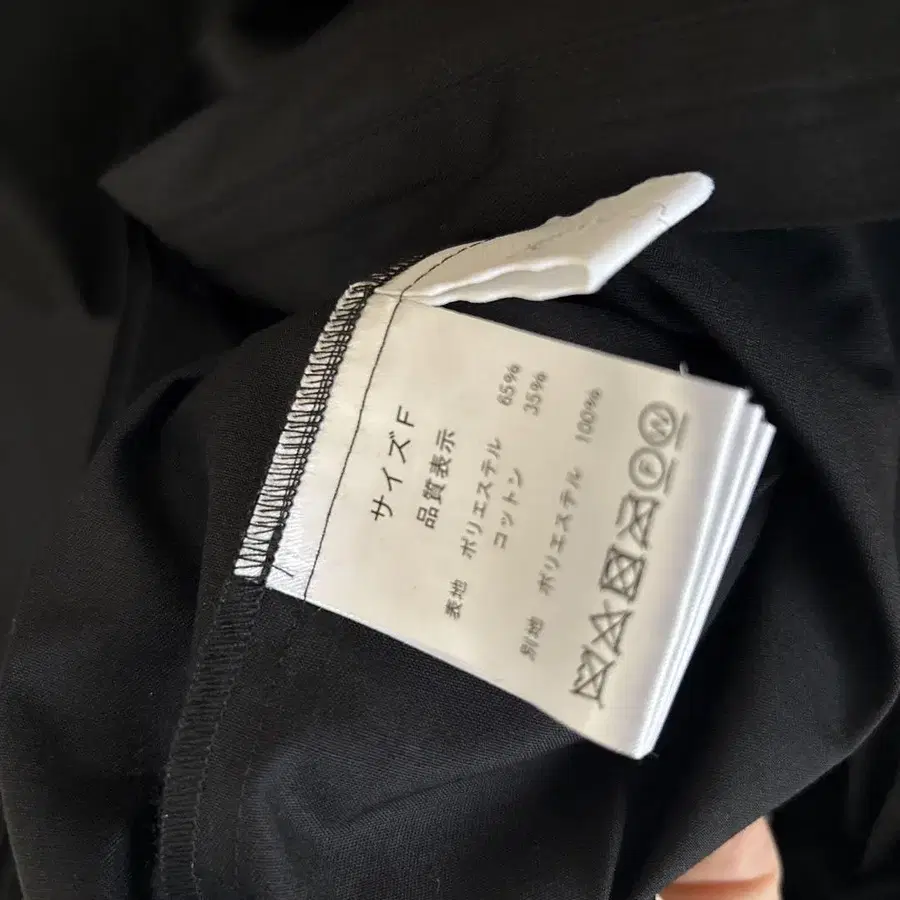 サイズ F
品質表示
表地 ポリエステル 65%
コットン 35%
別地 ポリエステル 100%
F W